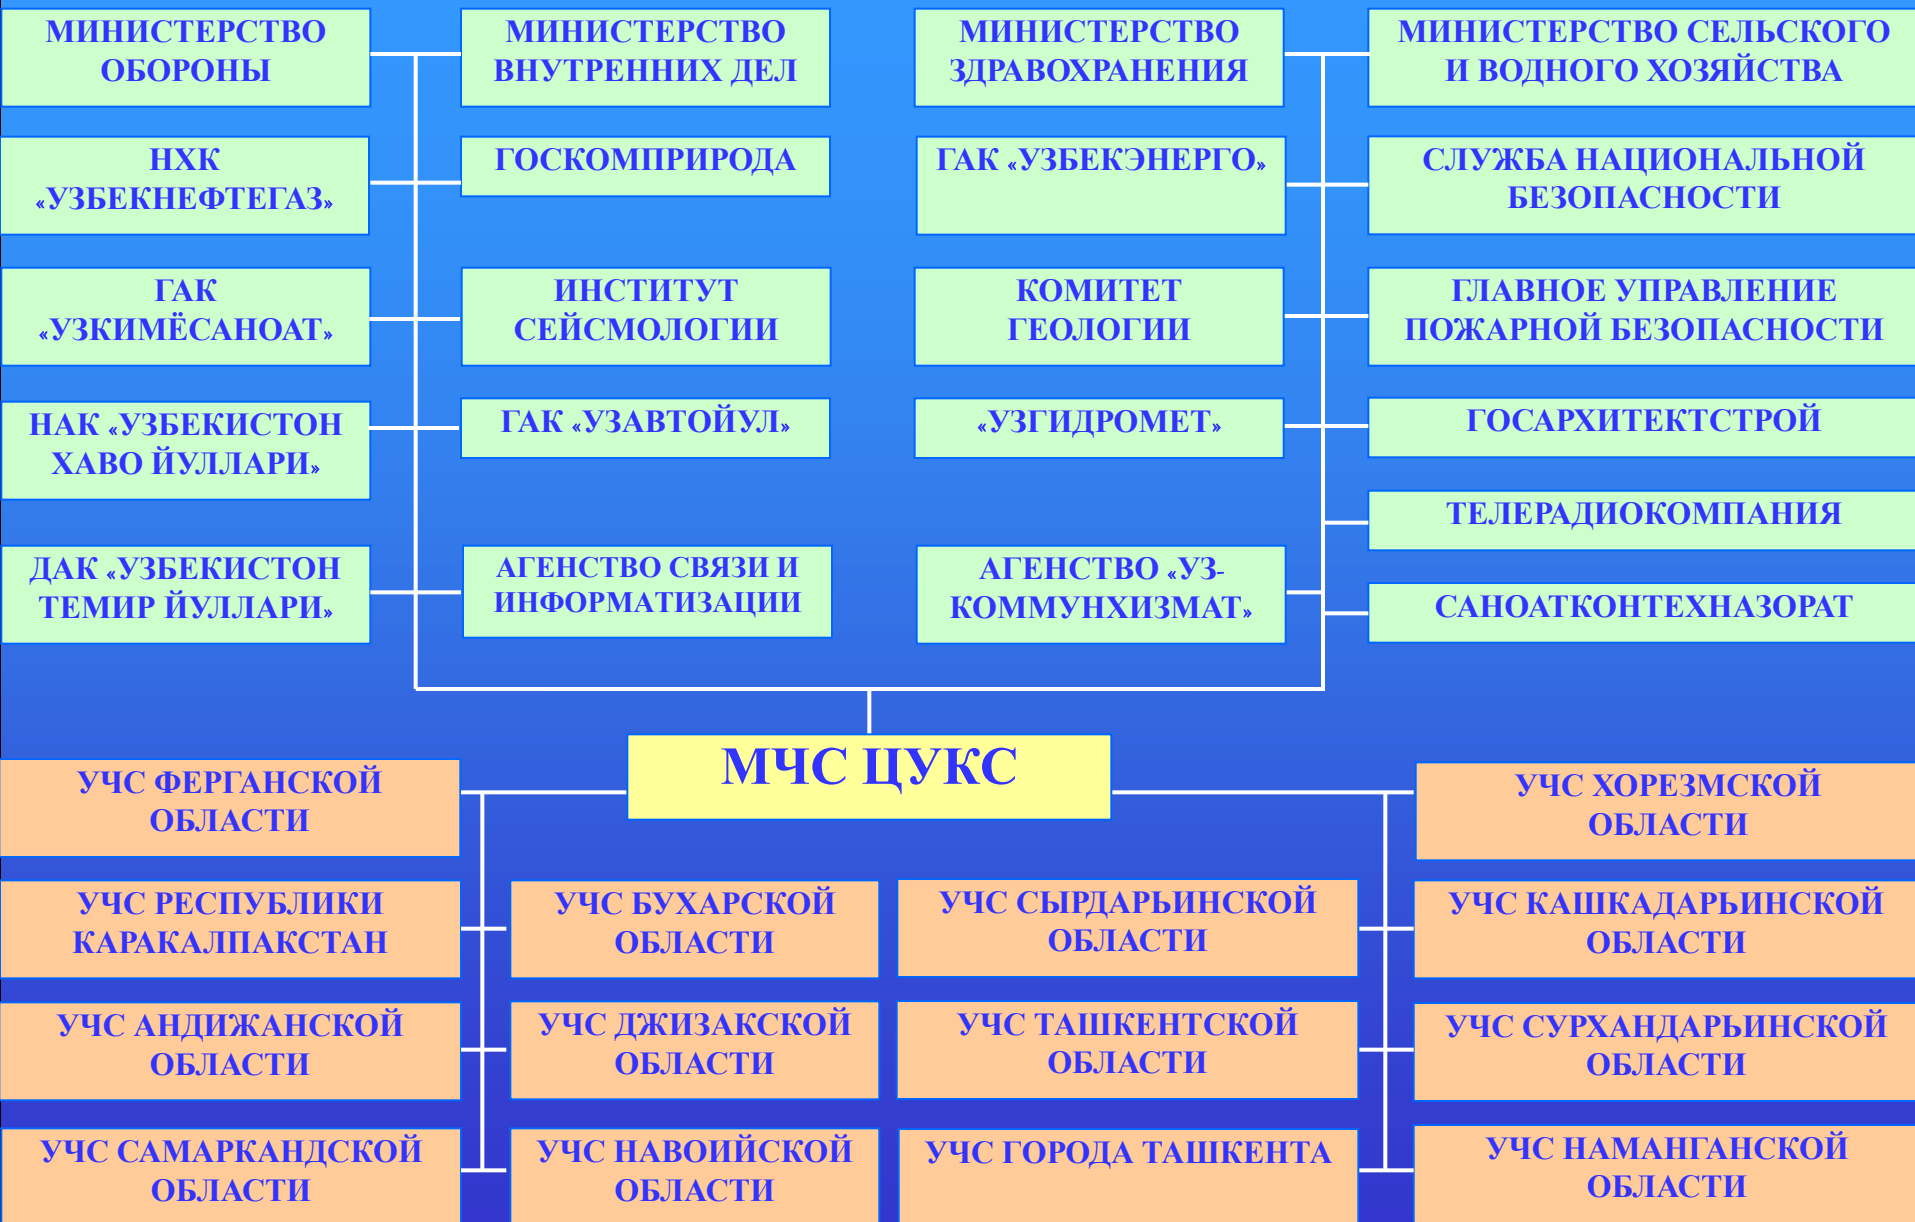 МИНИСТЕРСТВО
ОБОРОНЫ
МИНИСТЕРСТВО
ВНУТРЕННИХ ДЕЛ
МИНИСТЕРСТВО
ЗДРАВОХРАНЕНИЯ
МИНИСТЕРСТВО СЕЛЬСКОГО
И ВОДНОГО ХОЗЯЙСТВА
НХК
«УЗБЕКНЕФТЕГАЗ»
ГОСКОМПРИРОДА
ГАК «УЗБЕКЭНЕРГО»
СЛУЖБА НАЦИОНАЛЬНОЙ
БЕЗОПАСНОСТИ
ГАК
«УЗКИМЁСАНОАТ»
ИНСТИТУТ
СЕЙСМОЛОГИИ
КОМИТЕТ
ГЕОЛОГИИ
ГЛАВНОЕ УПРАВЛЕНИЕ
ПОЖАРНОЙ БЕЗОПАСНОСТИ
НАК «УЗБЕКИСТОН
ХАВО ЙУЛЛАРИ»
ГАК «УЗАВТОЙУЛ»
«УЗГИДРОМЕТ»
ГОСАРХИТЕКТСТРОЙ
ТЕЛЕРАДИОКОМПАНИЯ
ДАК «УЗБЕКИСТОН
ТЕМИР ЙУЛЛАРИ»
АГЕНСТВО СВЯЗИ И
ИНФОРМАТИЗАЦИИ
АГЕНСТВО «УЗ-
КОММУНХИЗМАТ»
САНОАТКОНТЕХНАЗОРАТ
МЧС ЦУКС
УЧС ФЕРГАНСКОЙ
ОБЛАСТИ
УЧС ХОРЕЗМСКОЙ
ОБЛАСТИ
УЧС РЕСПУБЛИКИ
КАРАКАЛПАКСТАН
УЧС БУХАРСКОЙ
ОБЛАСТИ
УЧС СЫРДАРЬИНСКОЙ
ОБЛАСТИ
УЧС КАШКАДАРЬИНСКОЙ
ОБЛАСТИ
УЧС АНДИЖАНСКОЙ
ОБЛАСТИ
УЧС ДЖИЗАКСКОЙ
ОБЛАСТИ
УЧС ТАШКЕНТСКОЙ
ОБЛАСТИ
УЧС СУРХАНДАРЬИНСКОЙ
ОБЛАСТИ
УЧС САМАРКАНДСКОЙ
ОБЛАСТИ
УЧС НАВОИЙСКОЙ
ОБЛАСТИ
УЧС ГОРОДА ТАШКЕНТА
УЧС НАМАНГАНСКОЙ
ОБЛАСТИ